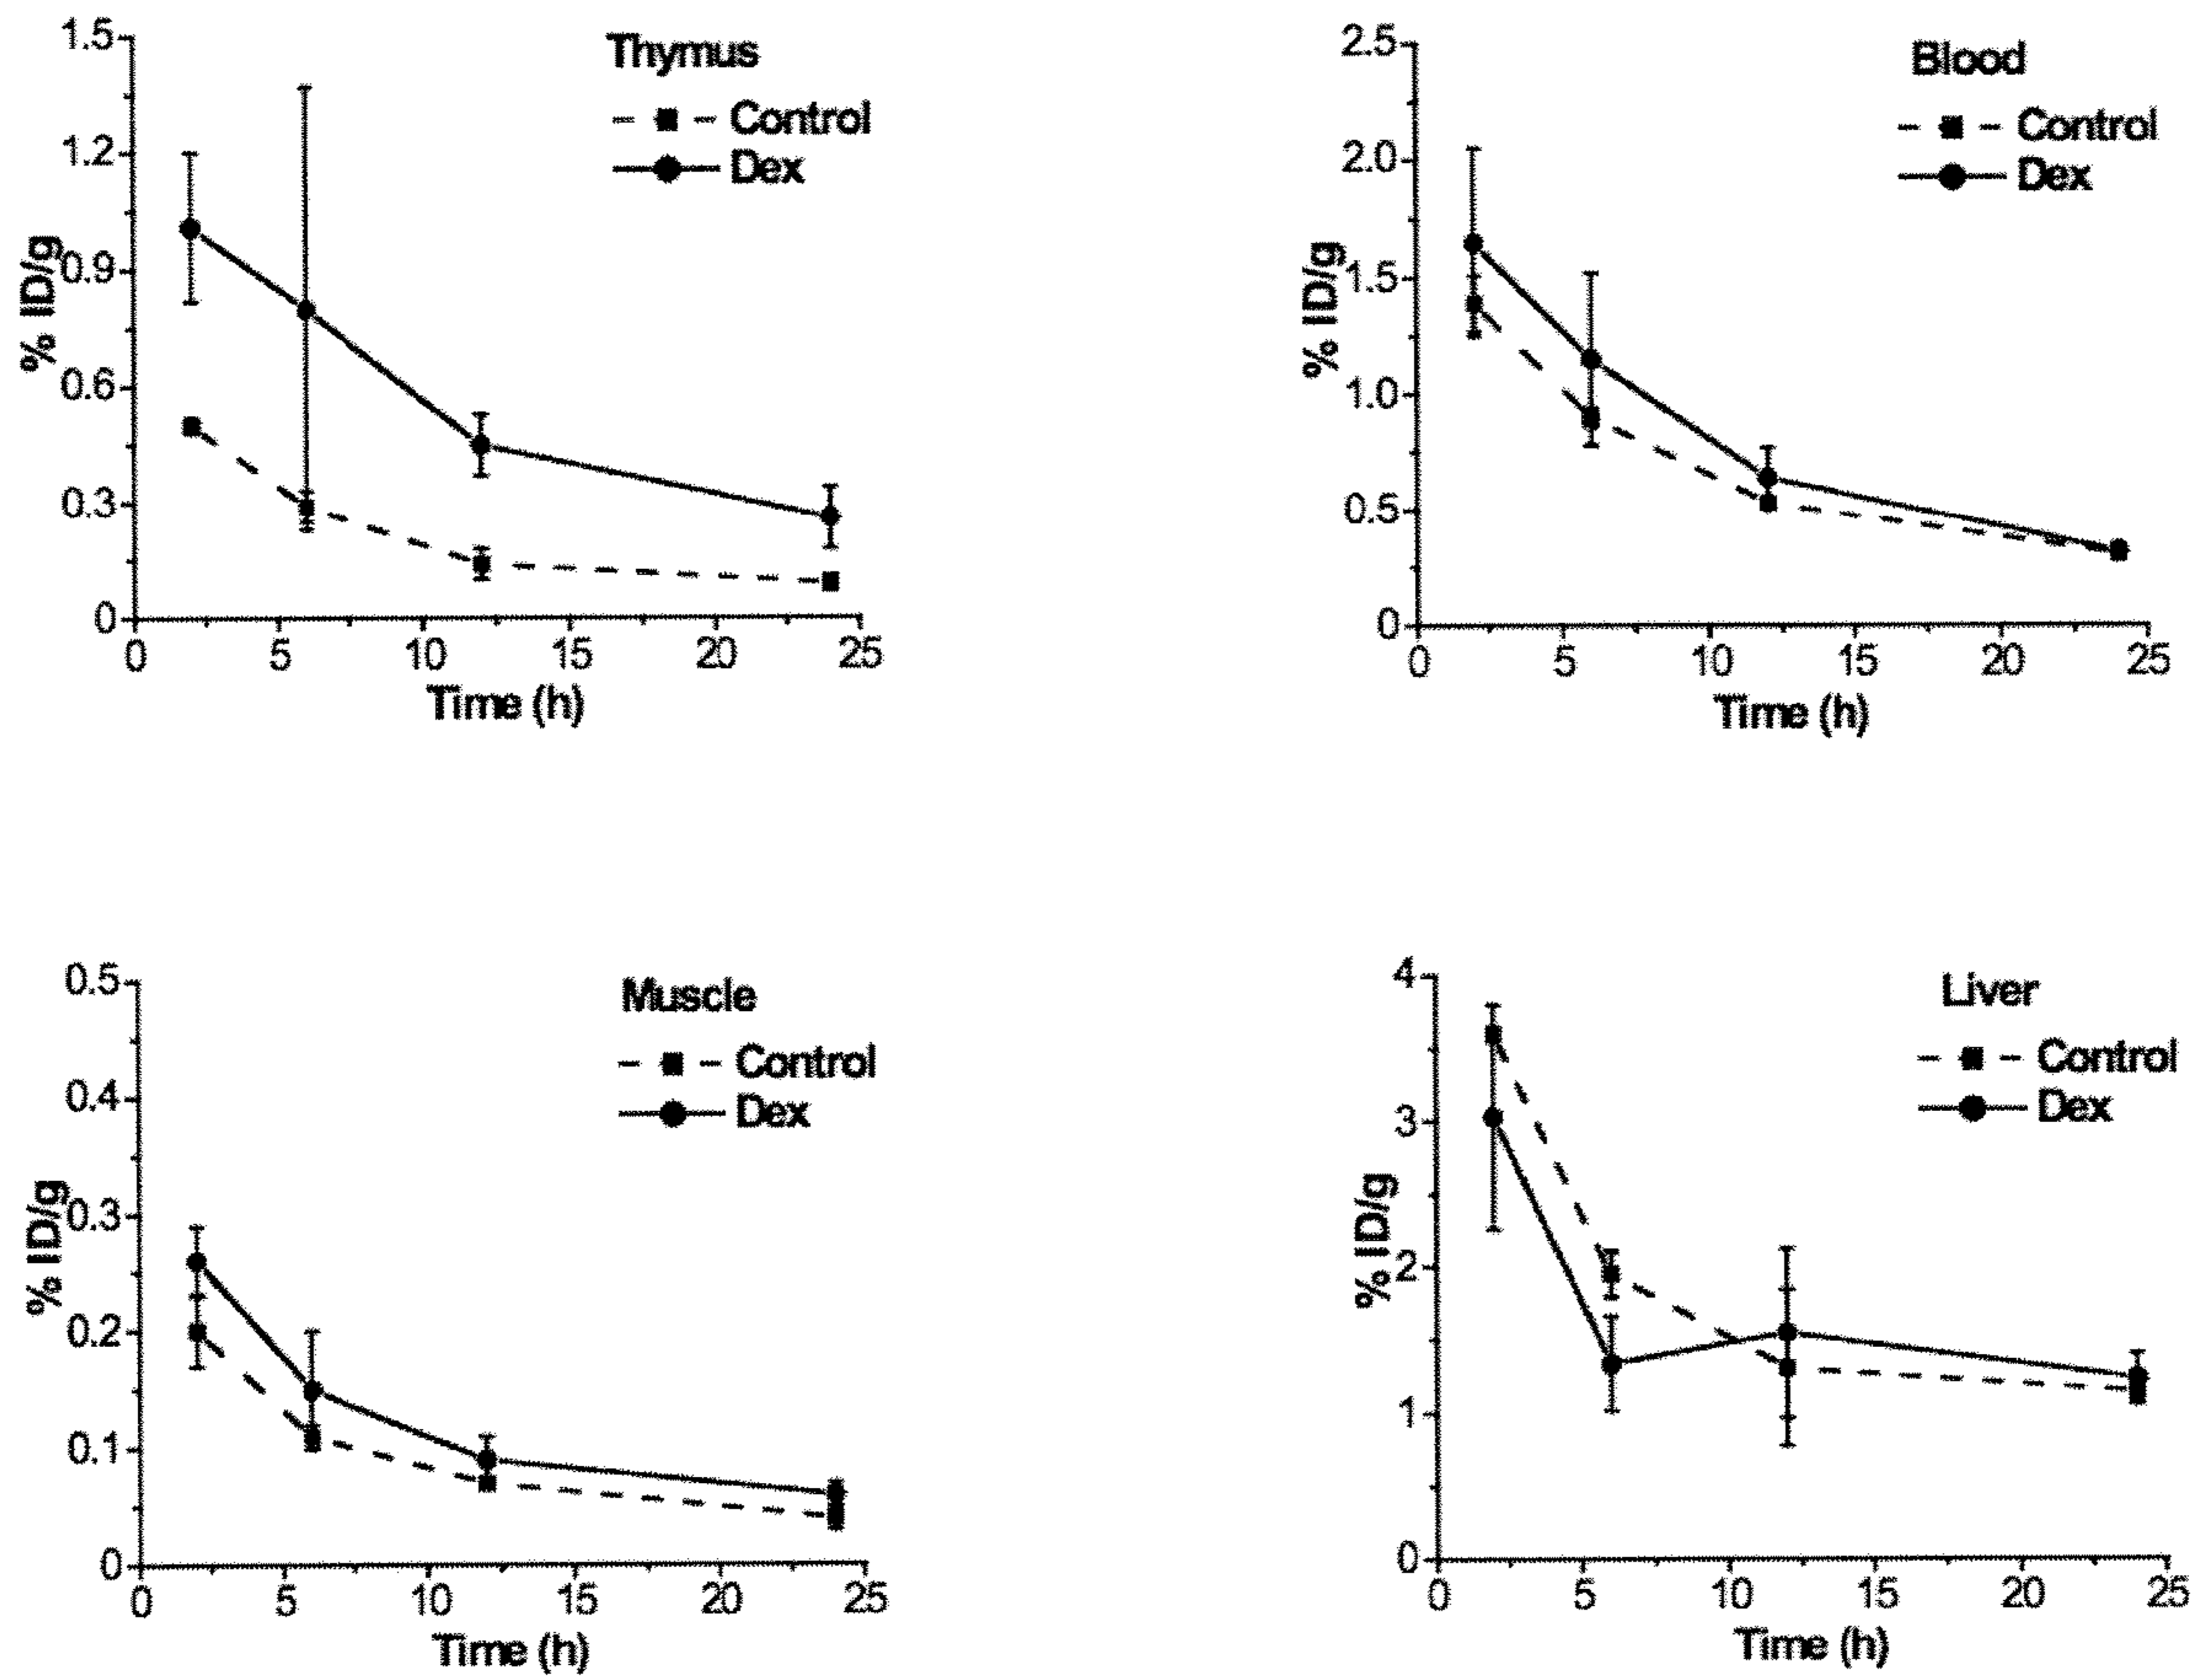 Thymus
Control
Dex
% ID/g
1.5
1.2
0.9
0.6
0.3
0
0 5 10 15 20 25
Time (h)
Blood
Control
Dex
% ID/g
2.5
2.0
1.5
1.0
0.5
0
0 5 10 15 20 25
Time (h)
Muscle
Control
Dex
% ID/g
0.5
0.4
0.3
0.2
0.1
0
0 5 10 15 20 25
Time (h)
Liver
Control
Dex
% ID/g
4
3
2
1
0
0 5 10 15 20 25
Time (h)